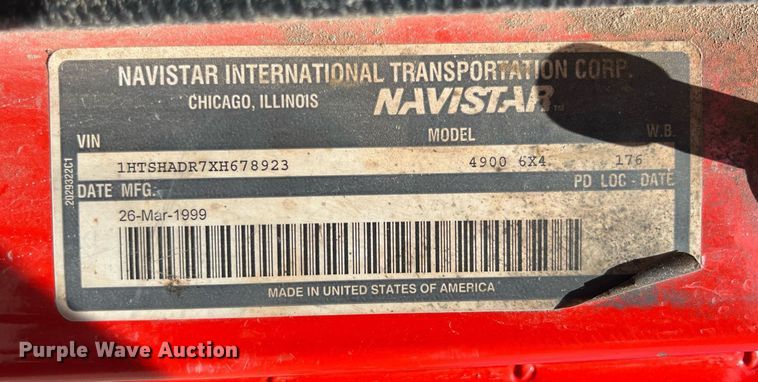 NAVISTAR INTERNATIONAL TRANSPORTATION CORP.
CHICAGO, ILLINOIS NAVISTAR TM
VIN MODEL W.B.
1HTSHADR7XH678923 4900 6X4 176
DATE MFG. PD LOC - DATE
26-Mar-1999
MADE IN UNITED STATES OF AMERICA
2029322C1
Purple Wave Auction